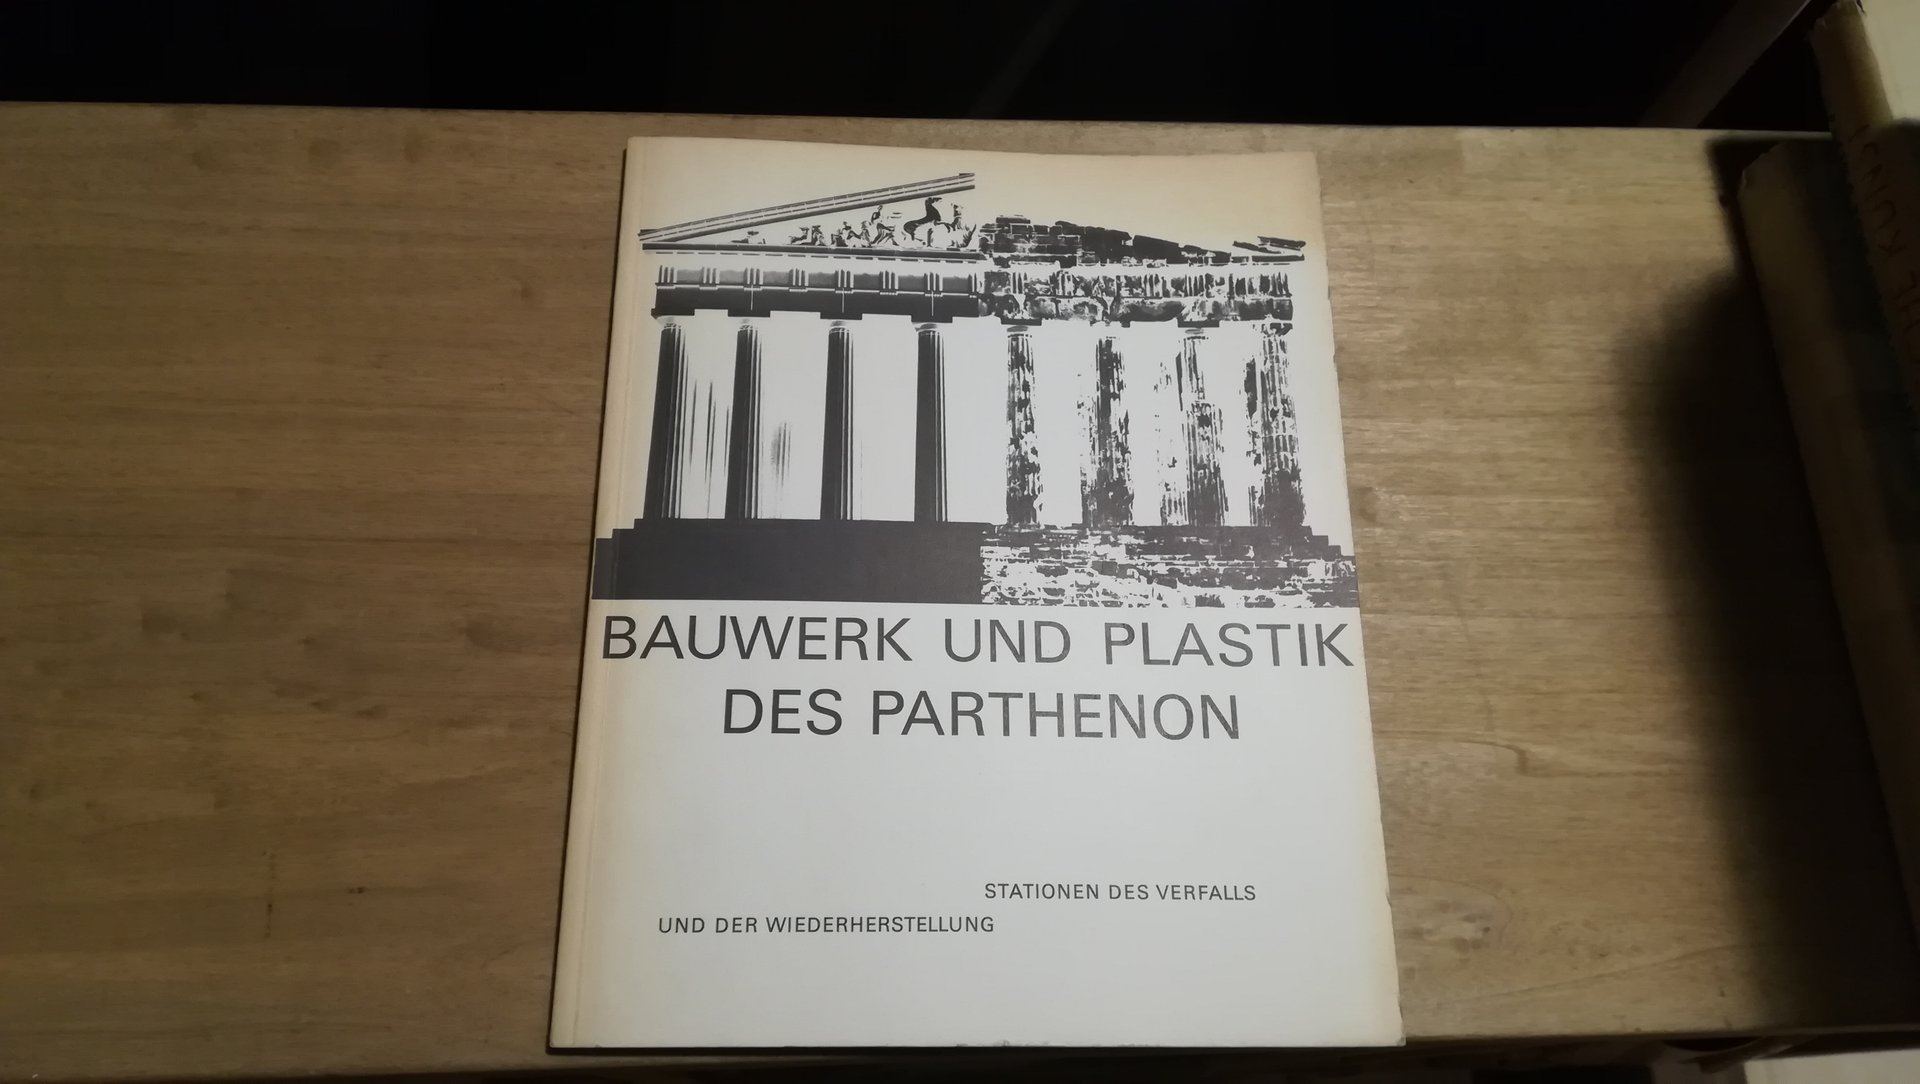 BAUWERK UND PLASTIK
DES PARTHENON
STATIONEN DES VERFALLS
UND DER WIEDERHERSTELLUNG